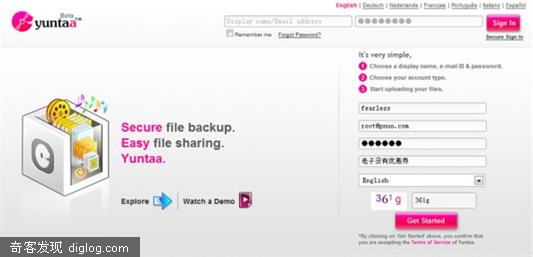 Beta
yuntaa™
English | Deutsch | Nederlands | Français | Português | Italiano | Español
Display name/Email address
Sign In
Remember me
Forgot Password?
Secure Sign In
It's very simple,
1 Choose a display name, e-mail ID & password.
2 Choose your account type.
3 Start uploading your files.
fearless
root@pnuo.com
老子没有优惠券
English
361g
361g
Get Started
*By clicking on 'Get Started' above, you confirm that
you are accepting the Terms of Service of Yuntaa.
Secure file backup.
Easy file sharing.
Yuntaa.
Explore
Watch a Demo
奇客发现 diglog.com